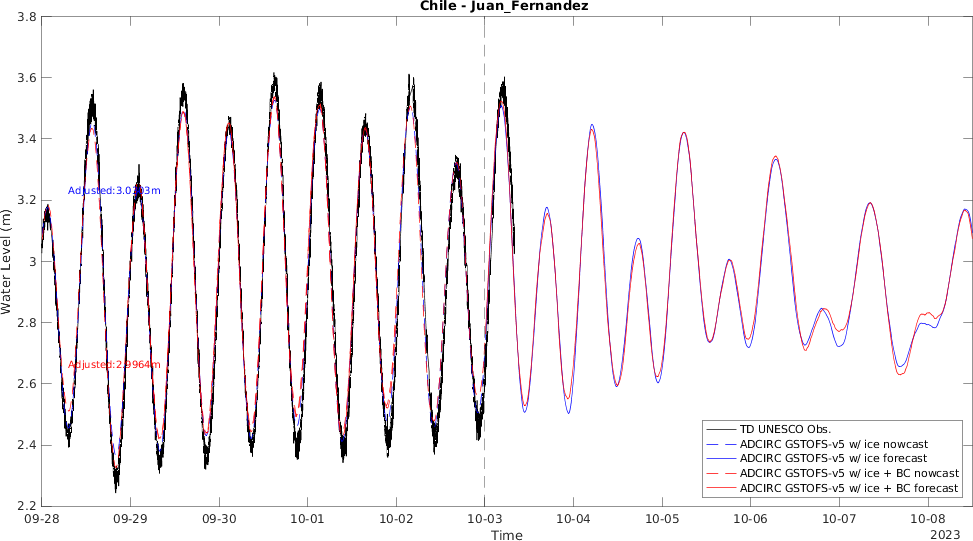 Chile - Juan_Fernandez
3.8
3.6
3.4
3.2
3
2.8
2.6
2.4
2.2
Water Level (m)
Adjusted:2.9964m
TD UNESCO Obs.
ADCIRC GSTOFS-v5 w/ ice nowcast
ADCIRC GSTOFS-v5 w/ ice forecast
ADCIRC GSTOFS-v5 w/ ice + BC nowcast
ADCIRC GSTOFS-v5 w/ ice + BC forecast
09-28 09-29 09-30 10-01 10-02 10-03 10-04 10-05 10-06 10-07 10-08
Time
2023